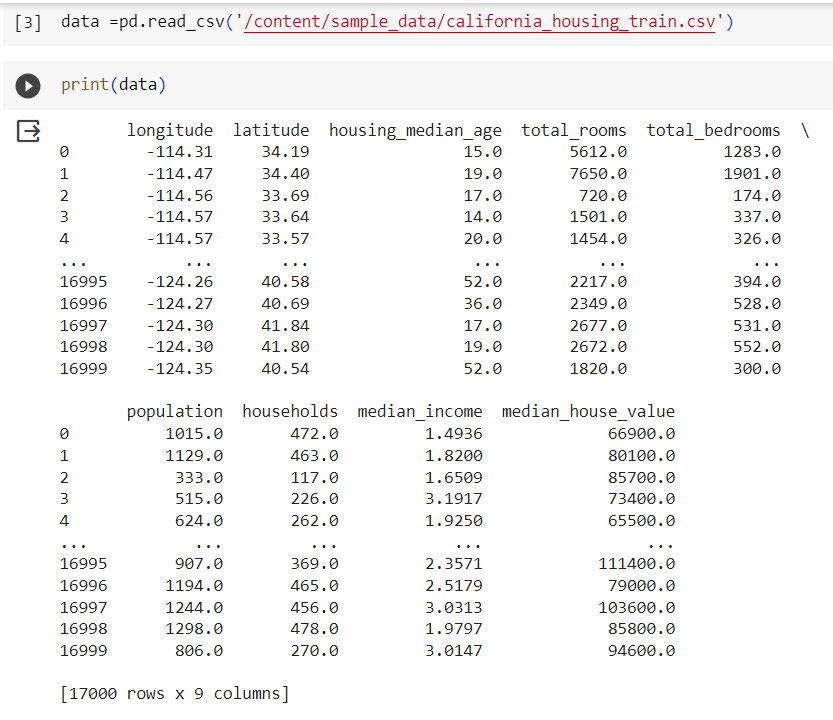 [3] data =pd.read_csv('/content/sample_data/california_housing_train.csv')
print(data)
longitude latitude housing_median_age total_rooms total_bedrooms \
0 -114.31 34.19 15.0 5612.0 1283.0
1 -114.47 34.40 19.0 7650.0 1901.0
2 -114.56 33.69 17.0 720.0 174.0
3 -114.57 33.64 14.0 1501.0 337.0
4 -114.57 33.57 20.0 1454.0 326.0
... ... ... ... ... ...
16995 -124.26 40.58 52.0 2217.0 394.0
16996 -124.27 40.69 36.0 2349.0 528.0
16997 -124.30 41.84 17.0 2677.0 531.0
16998 -124.30 41.80 19.0 2672.0 552.0
16999 -124.35 40.54 52.0 1820.0 300.0
population households median_income median_house_value
0 1015.0 472.0 1.4936 66900.0
1 1129.0 463.0 1.8200 80100.0
2 333.0 117.0 1.6509 85700.0
3 515.0 226.0 3.1917 73400.0
4 624.0 262.0 1.9250 65500.0
... ... ... ... ...
16995 907.0 369.0 2.3571 111400.0
16996 1194.0 465.0 2.5179 79000.0
16997 1244.0 456.0 3.0313 103600.0
16998 1298.0 478.0 1.9797 85800.0
16999 806.0 270.0 3.0147 94600.0
[17000 rows x 9 columns]